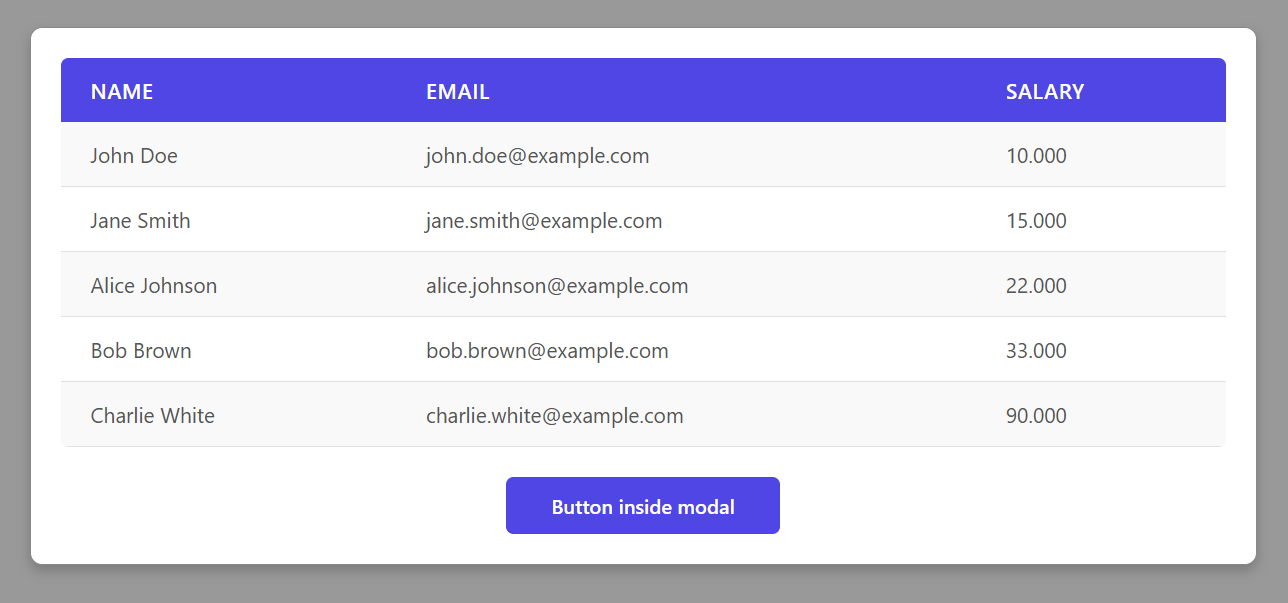 NAME EMAIL SALARY
John Doe john.doe@example.com 10.000
Jane Smith jane.smith@example.com 15.000
Alice Johnson alice.johnson@example.com 22.000
Bob Brown bob.brown@example.com 33.000
Charlie White charlie.white@example.com 90.000
Button inside modal